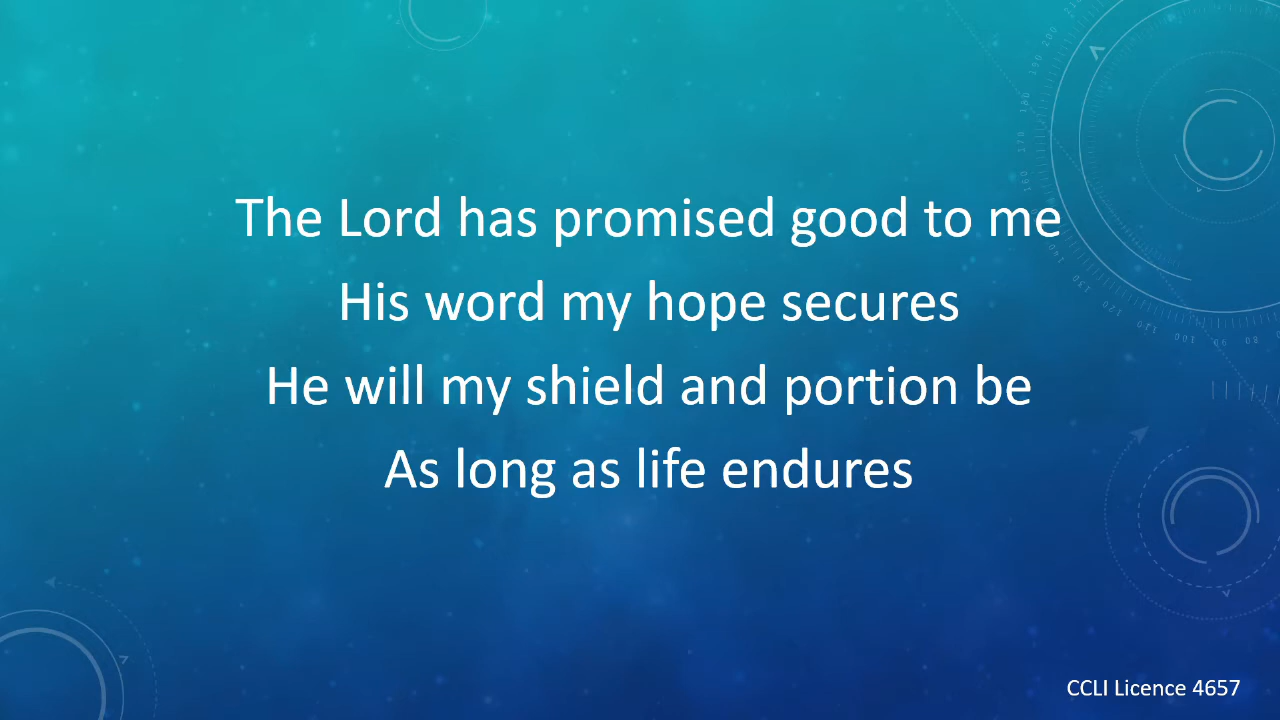 The Lord has promised good to me
His word my hope secures
He will my shield and portion be
As long as life endures
CCLI Licence 4657